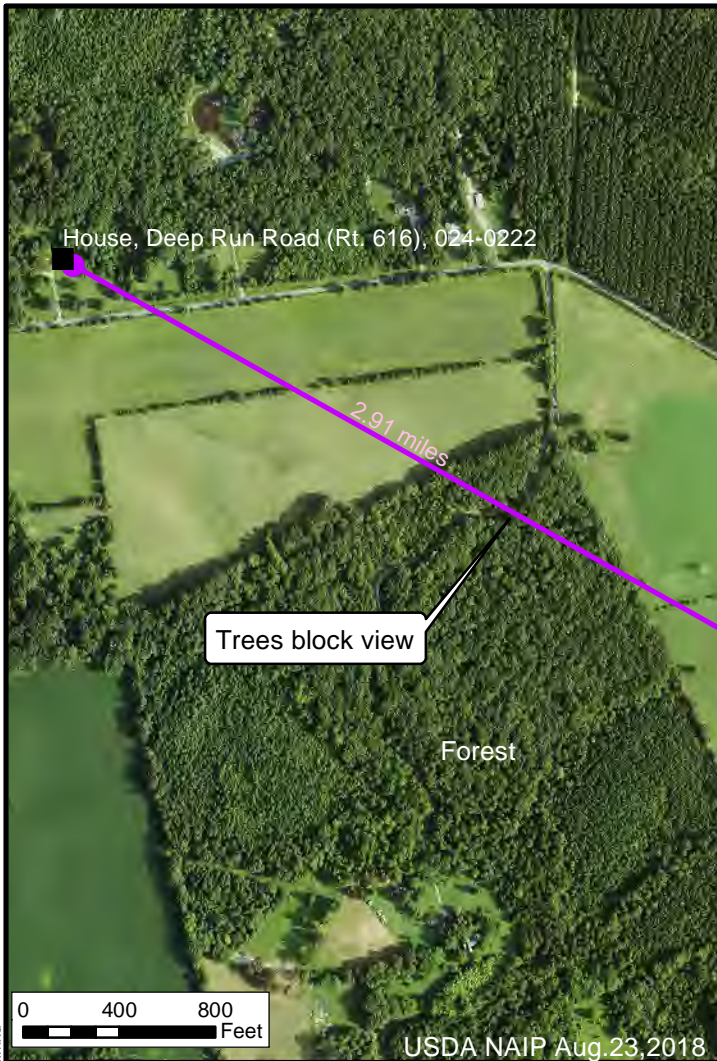 House, Deep Run Road (Rt. 616), 024-0222
2.91 miles
Trees block view
Forest
0 400 800
Feet
USDA NAIP Aug.23,2018